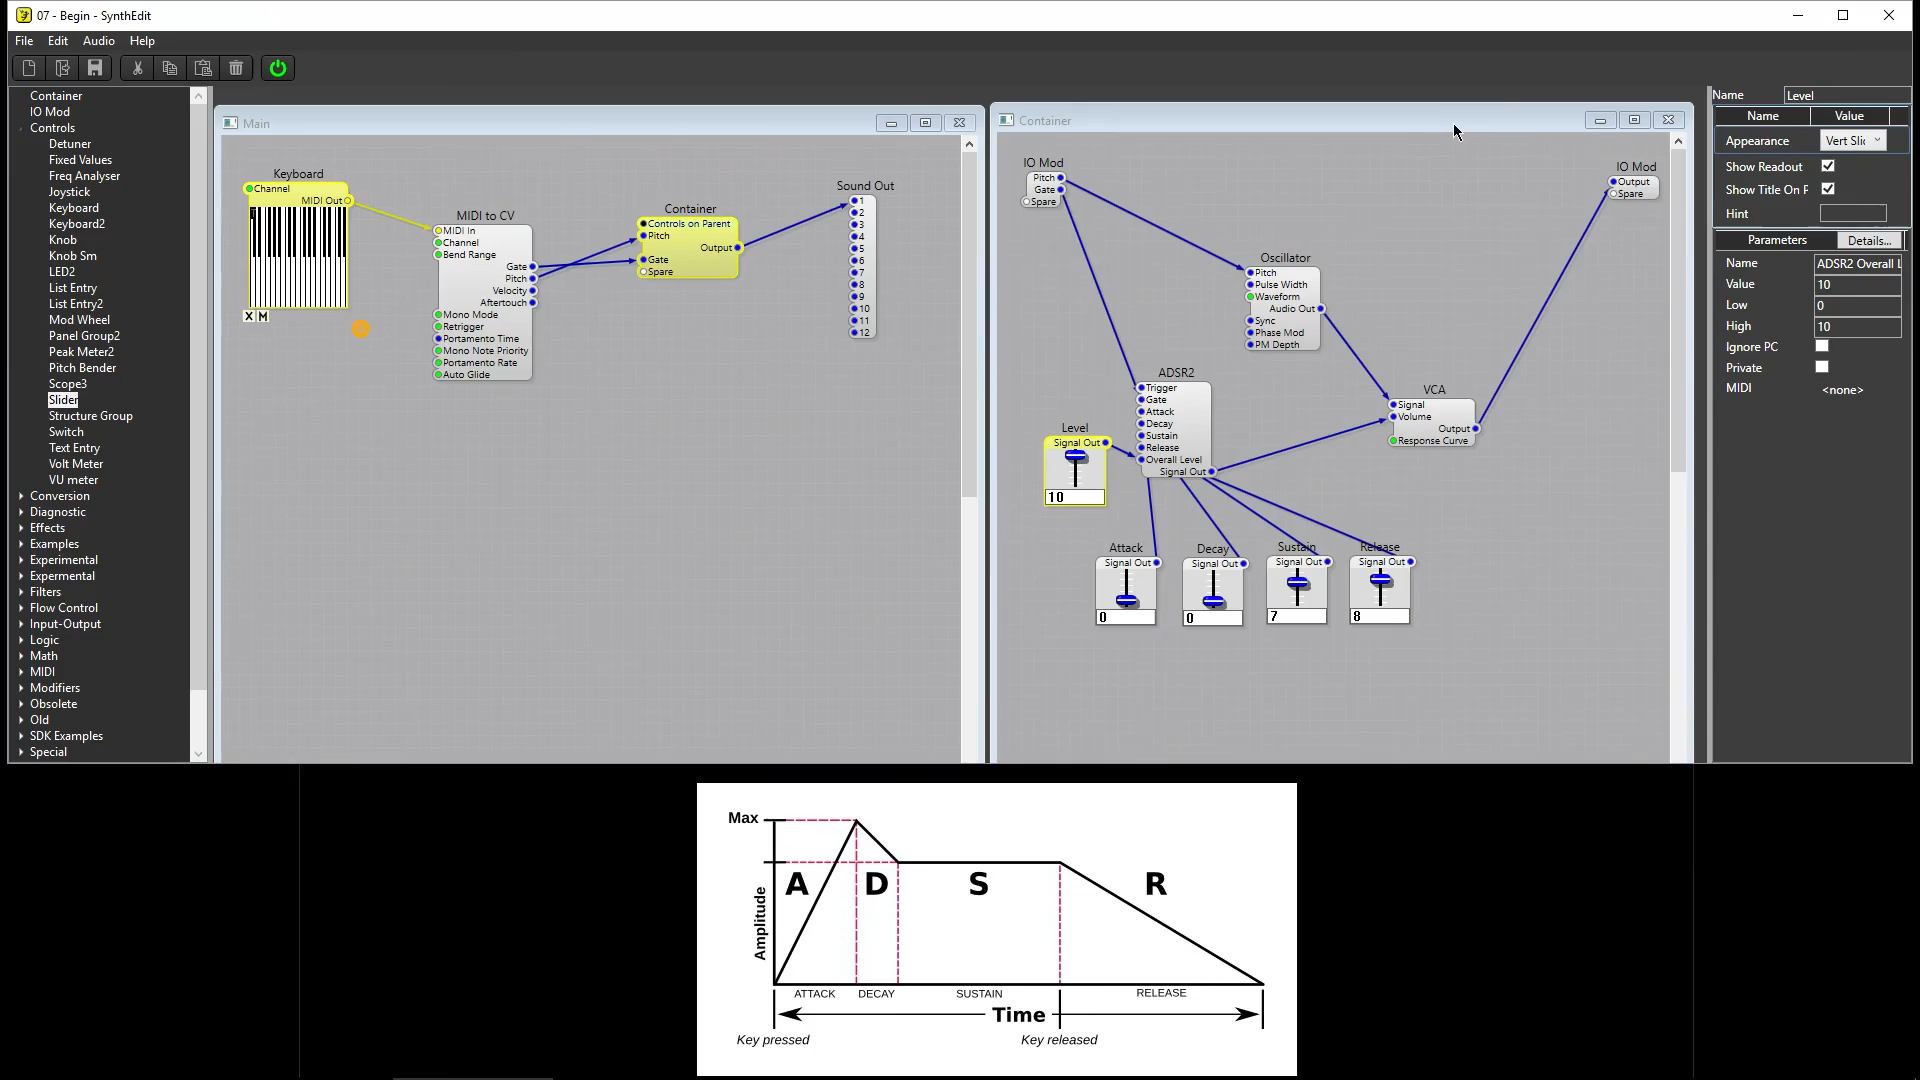 07 - Begin - SynthEdit
File Edit Audio Help
Container
IO Mod
Controls
Detuner
Fixed Values
Freq Analyser
Joystick
Keyboard
Keyboard2
Knob
Knob Sm
LED2
List Entry
List Entry2
Mod Wheel
Panel Group2
Peak Meter2
Pitch Bender
Scope3
Slider
Structure Group
Switch
Text Entry
Volt Meter
VU meter
Conversion
Diagnostic
Effects
Examples
Experimental
Expermental
Filters
Flow Control
Input-Output
Logic
Math
MIDI
Modifiers
Obsolete
Old
SDK Examples
Special
Main
Keyboard
Channel
MIDI Out
X M
MIDI to CV
MIDI In
Channel
Bend Range
Gate
Pitch
Velocity
Aftertouch
Mono Mode
Retrigger
Portamento Time
Mono Note Priority
Portamento Rate
Auto Glide
Container
Controls on Parent
Pitch
Output
Gate
Spare
Sound Out
1
2
3
4
5
6
7
8
9
10
11
12
Container
IO Mod
Pitch
Gate
Spare
Oscillator
Pitch
Pulse Width
Waveform
Audio Out
Sync
Phase Mod
PM Depth
IO Mod
Output
Spare
ADSR2
Trigger
Gate
Attack
Decay
Sustain
Release
Overall Level
Signal Out
VCA
Signal
Volume
Output
Response Curve
Level
Signal Out
10
Attack
Signal Out
0
Decay
Signal Out
0
Sustain
Signal Out
7
Release
Signal Out
8
Name Level
Name Value
Appearance Vert Slic
Show Readout
Show Title On P
Hint
Parameters Details...
Name ADSR2 Overall L
Value 10
Low 0
High 10
Ignore PC
Private
MIDI <none>
Max
Amplitude
A D S R
ATTACK DECAY SUSTAIN RELEASE
Time
Key pressed Key released